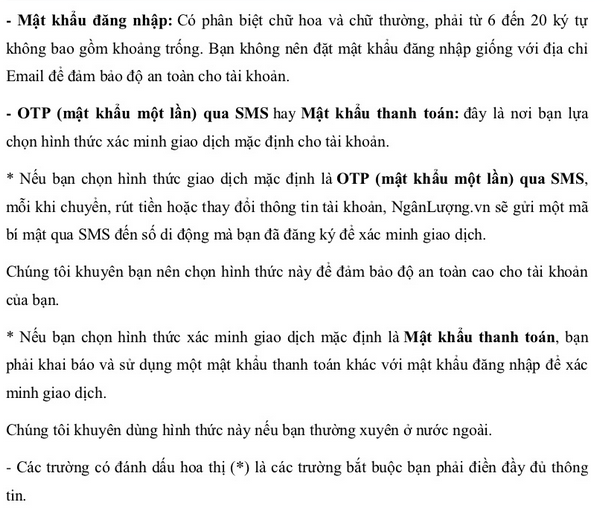 - Mật khẩu đăng nhập: Có phân biệt chữ hoa và chữ thường, phải từ 6 đến 20 ký tự
không bao gồm khoảng trống. Bạn không nên đặt mật khẩu đăng nhập giống với địa chỉ
Email để đảm bảo độ an toàn cho tài khoản.
- OTP (mật khẩu một lần) qua SMS hay Mật khẩu thanh toán: đây là nơi bạn lựa
chọn hình thức xác minh giao dịch mặc định cho tài khoản.
* Nếu bạn chọn hình thức giao dịch mặc định là OTP (mật khẩu một lần) qua SMS,
mỗi khi chuyển, rút tiền hoặc thay đổi thông tin tài khoản, NgânLượng.vn sẽ gửi một mã
bí mật qua SMS đến số di động mà bạn đã đăng ký để xác minh giao dịch.
Chúng tôi khuyên bạn nên chọn hình thức này để đảm bảo độ an toàn cao cho tài khoản
của bạn.
* Nếu bạn chọn hình thức xác minh giao dịch mặc định là Mật khẩu thanh toán, bạn
phải khai báo và sử dụng một mật khẩu thanh toán khác với mật khẩu đăng nhập để xác
minh giao dịch.
Chúng tôi khuyên dùng hình thức này nếu bạn thường xuyên ở nước ngoài.
- Các trường có đánh dấu hoa thị (*) là các trường bắt buộc bạn phải điền đầy đủ thông
tin.